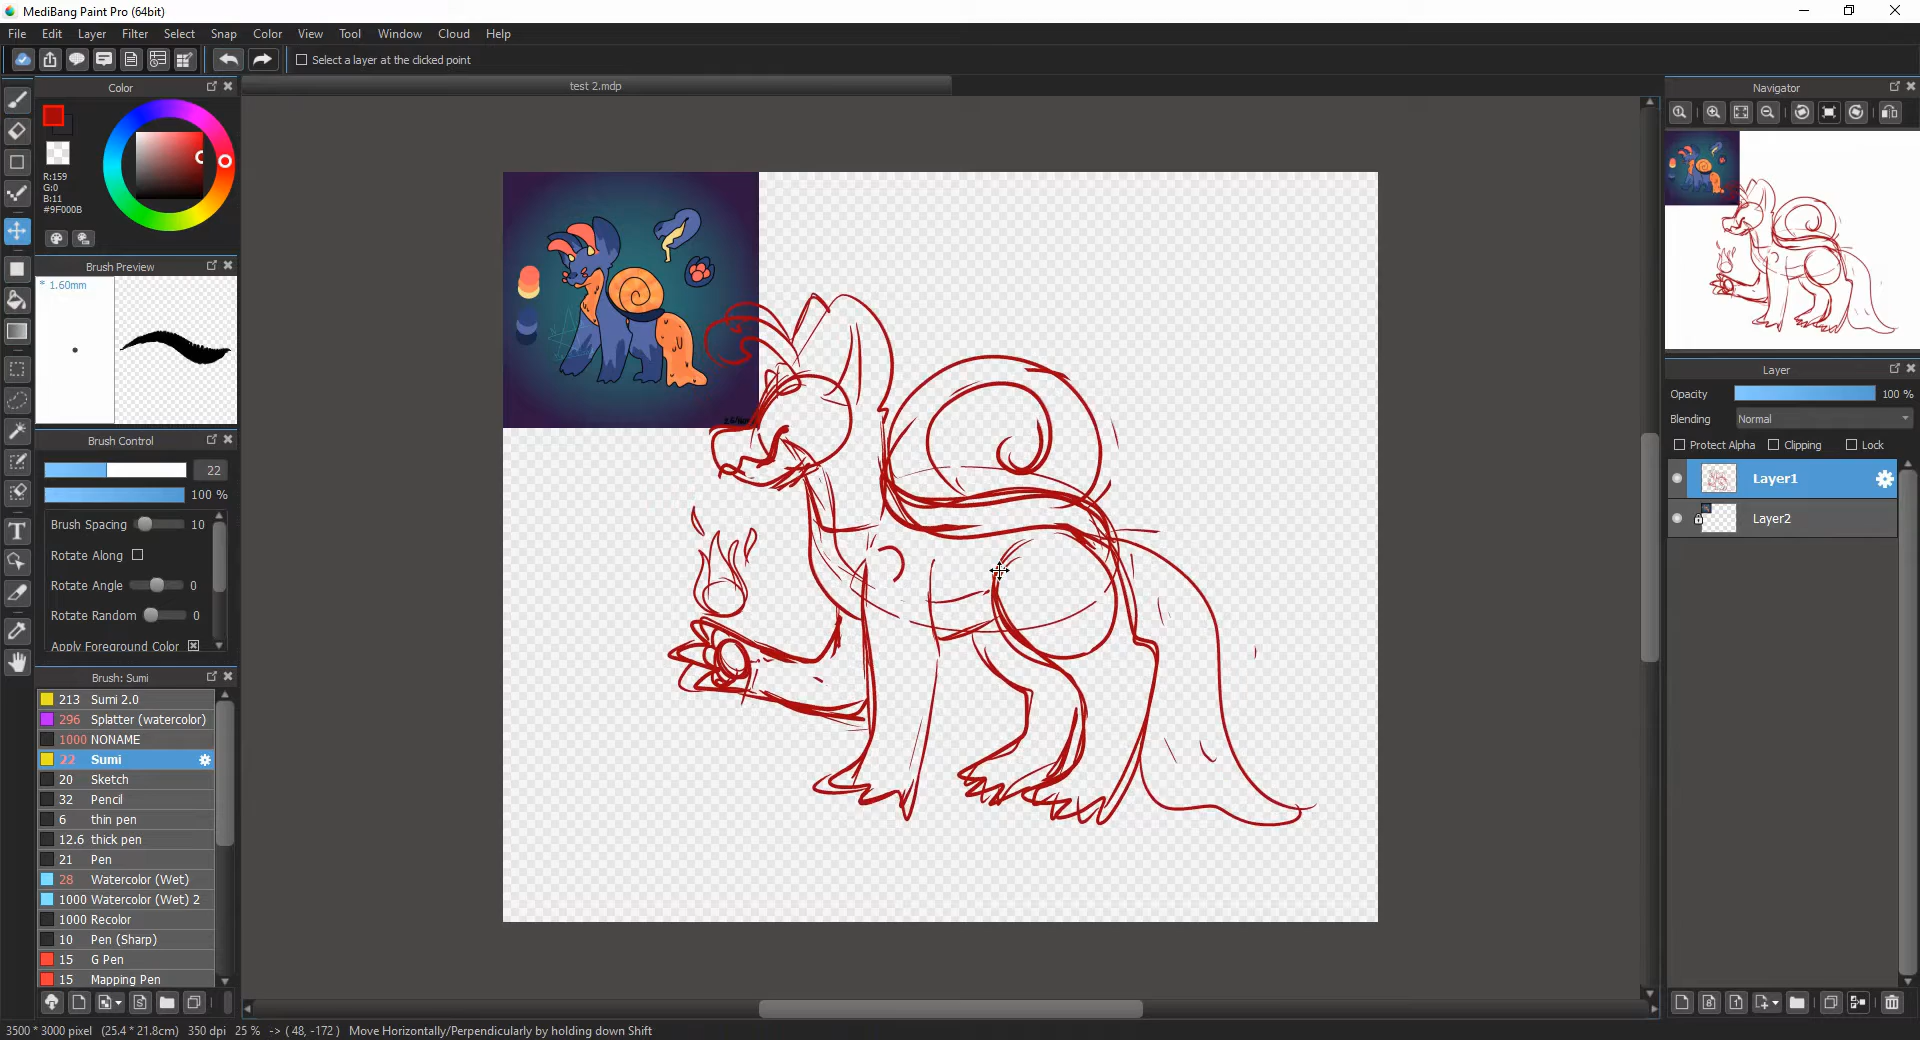 MediBang Paint Pro (64bit)
File Edit Layer Filter Select Snap Color View Tool Window Cloud Help
Select a layer at the clicked point
Color
test 2.mdp
Navigator
R:159
G:0
B:11
#9F000B
Brush Preview
* 1.60mm
Layer
Opacity 100 %
Blending Normal
Protect Alpha Clipping Lock
Layer1
Layer2
Brush Control
22
100 %
Brush Spacing 10
Rotate Along
Rotate Angle 0
Rotate Random 0
Apply Foreground Color
Brush: Sumi
213 Sumi 2.0
296 Splatter (watercolor)
1000 NONAME
22 Sumi
20 Sketch
32 Pencil
6 thin pen
12.6 thick pen
21 Pen
28 Watercolor (Wet)
1000 Watercolor (Wet) 2
1000 Recolor
10 Pen (Sharp)
15 G Pen
15 Mapping Pen
3500 * 3000 pixel (25.4 * 21.8cm) 350 dpi 25 % -> ( 48, -172 ) Move Horizontally/Perpendicularly by holding down Shift